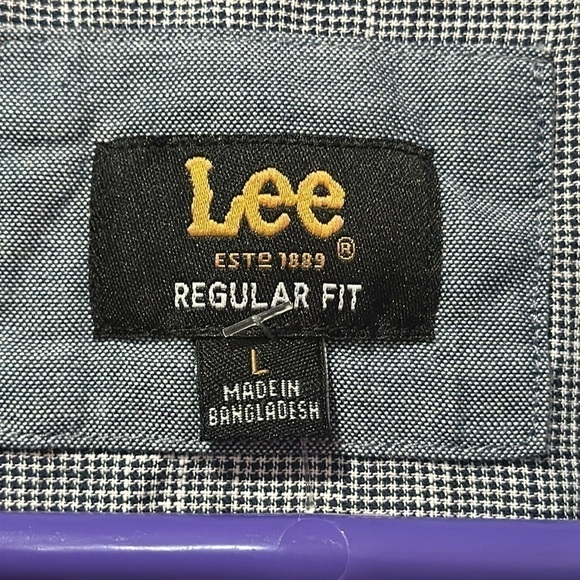 Lee
ESTD 1889 ®
REGULAR FIT
L
MADE IN
BANGLADESH